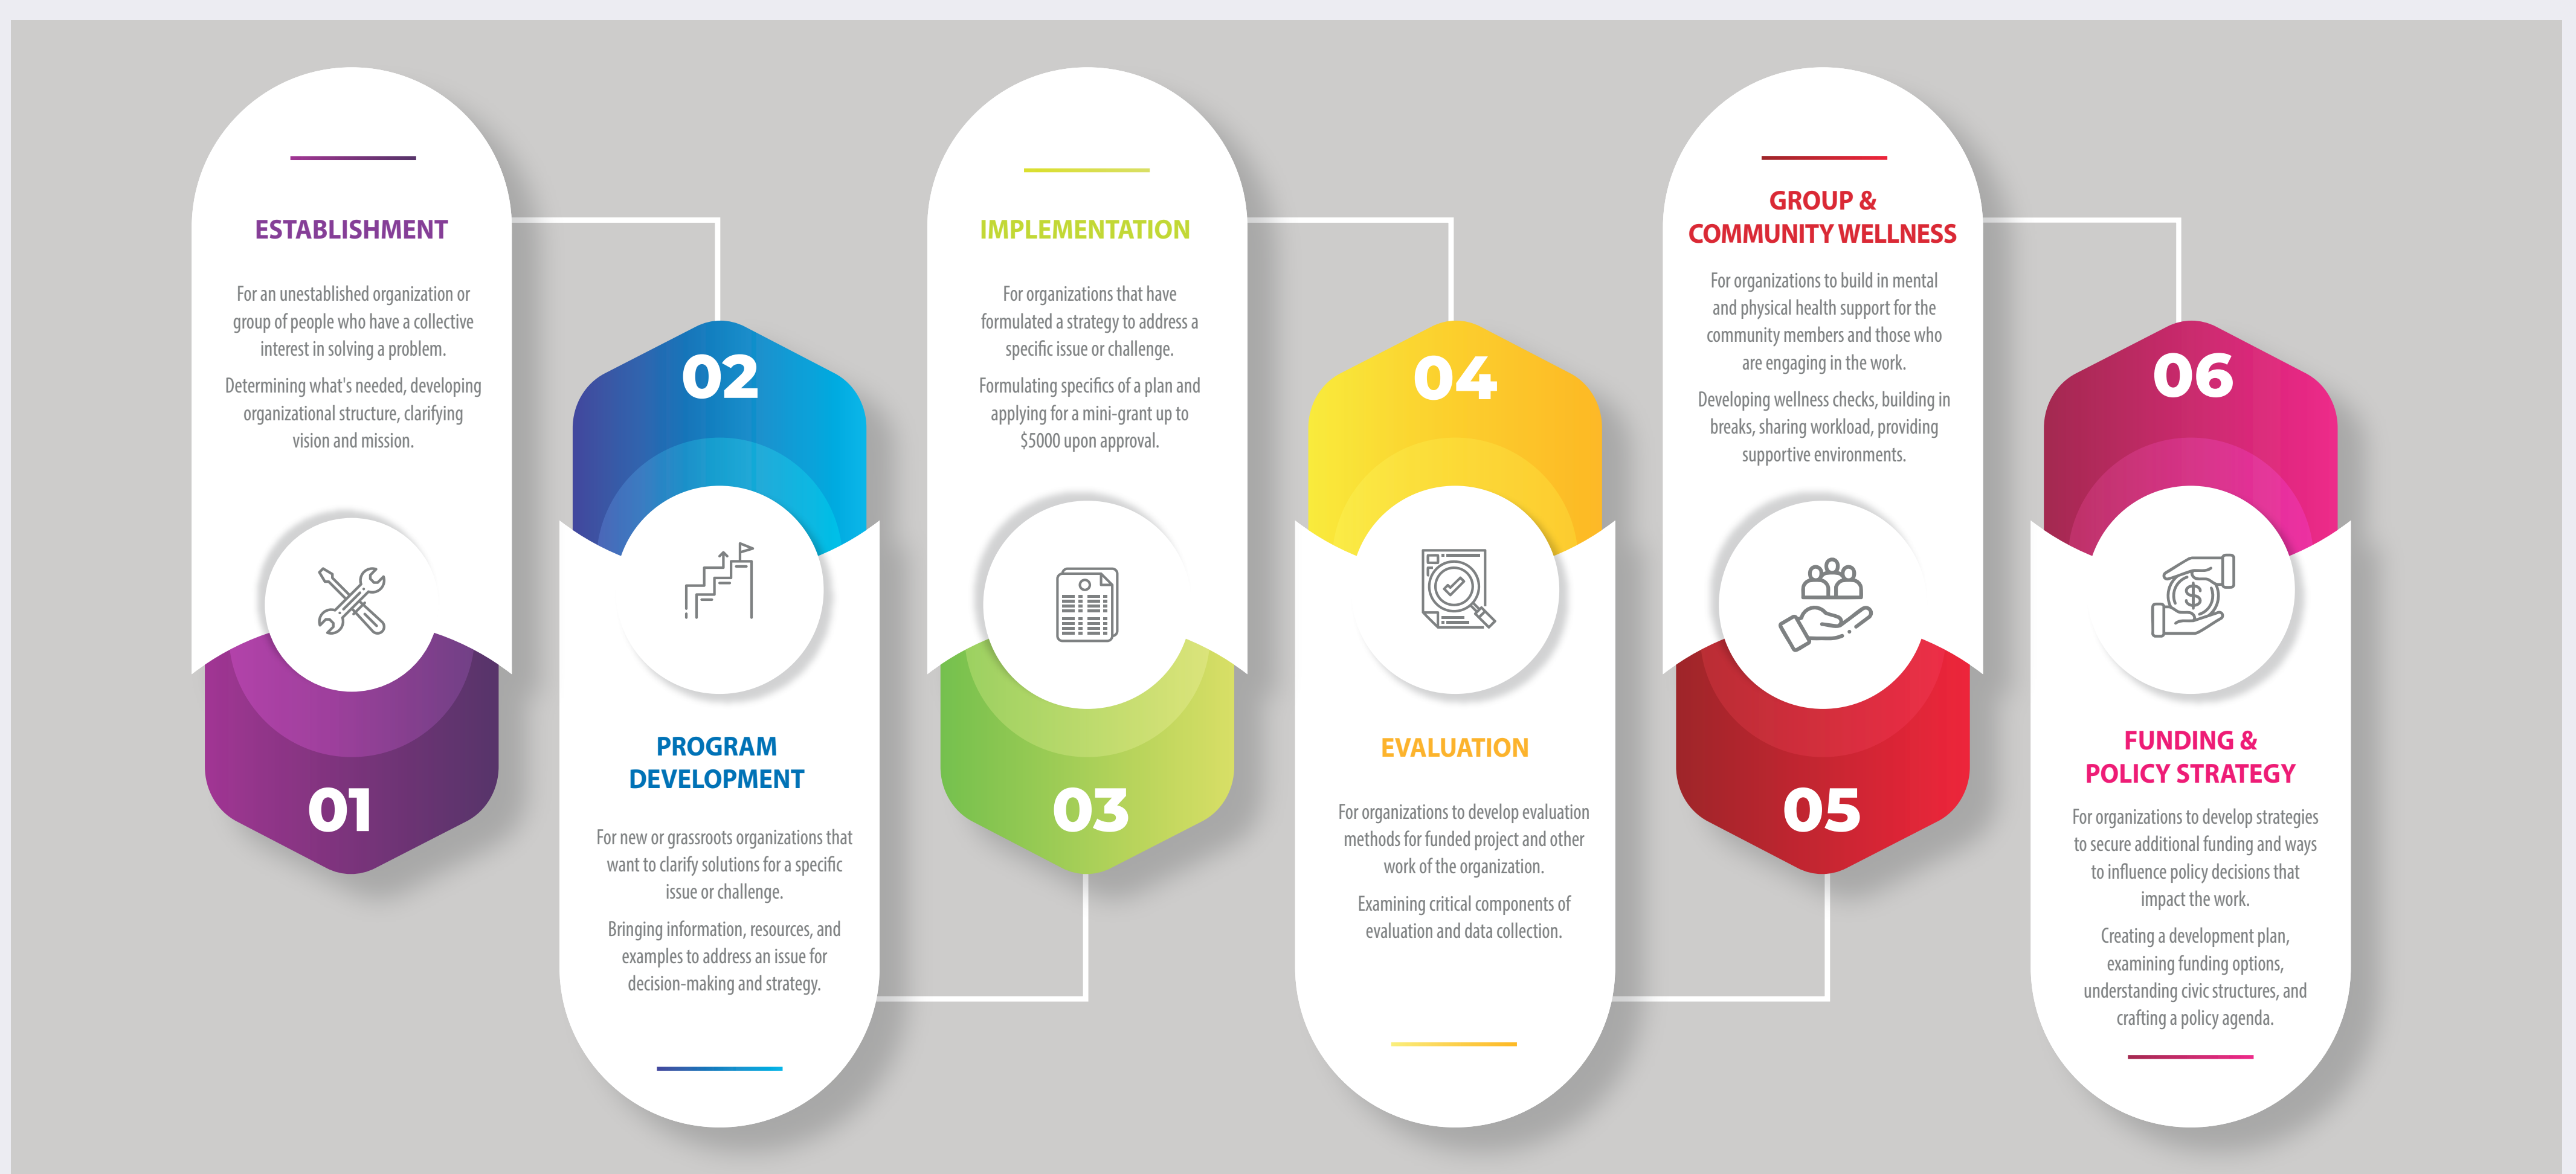 ESTABLISHMENT
For an unestablished organization or
group of people who have a collective
interest in solving a problem.
Determining what's needed, developing
organizational structure, clarifying
vision and mission.
01
02
PROGRAM
DEVELOPMENT
For new or grassroots organizations that
want to clarify solutions for a specific
issue or challenge.
Bringing information, resources, and
examples to address an issue for
decision-making and strategy.
IMPLEMENTATION
For organizations that have
formulated a strategy to address a
specific issue or challenge.
Formulating specifics of a plan and
applying for a mini-grant up to
$5000 upon approval.
03
04
EVALUATION
For organizations to develop evaluation
methods for funded project and other
work of the organization.
Examining critical components of
evaluation and data collection.
GROUP &
COMMUNITY WELLNESS
For organizations to build in mental
and physical health support for the
community members and those who
are engaging in the work.
Developing wellness checks, building in
breaks, sharing workload, providing
supportive environments.
05
06
$
FUNDING &
POLICY STRATEGY
For organizations to develop strategies
to secure additional funding and ways
to influence policy decisions that
impact the work.
Creating a development plan,
examining funding options,
understanding civic structures, and
crafting a policy agenda.